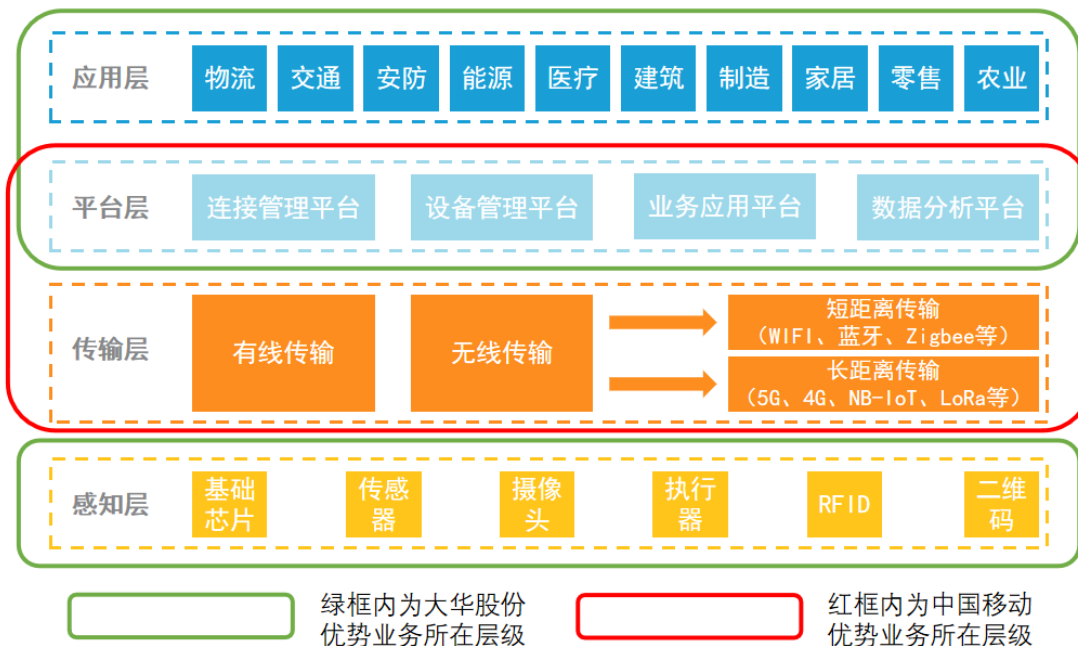 应用层
物流 交通 安防 能源 医疗 建筑 制造 家居 零售 农业
平台层
连接管理平台 设备管理平台 业务应用平台 数据分析平台
传输层
有线传输
无线传输
短距离传输
（WIFI、蓝牙、Zigbee等）
长距离传输
（5G、4G、NB-IoT、LoRa等）
感知层
基础
芯片
传感
器
摄像
头
执行
器
RFID
二维
码
绿框内为大华股份
优势业务所在层级
红框内为中国移动
优势业务所在层级